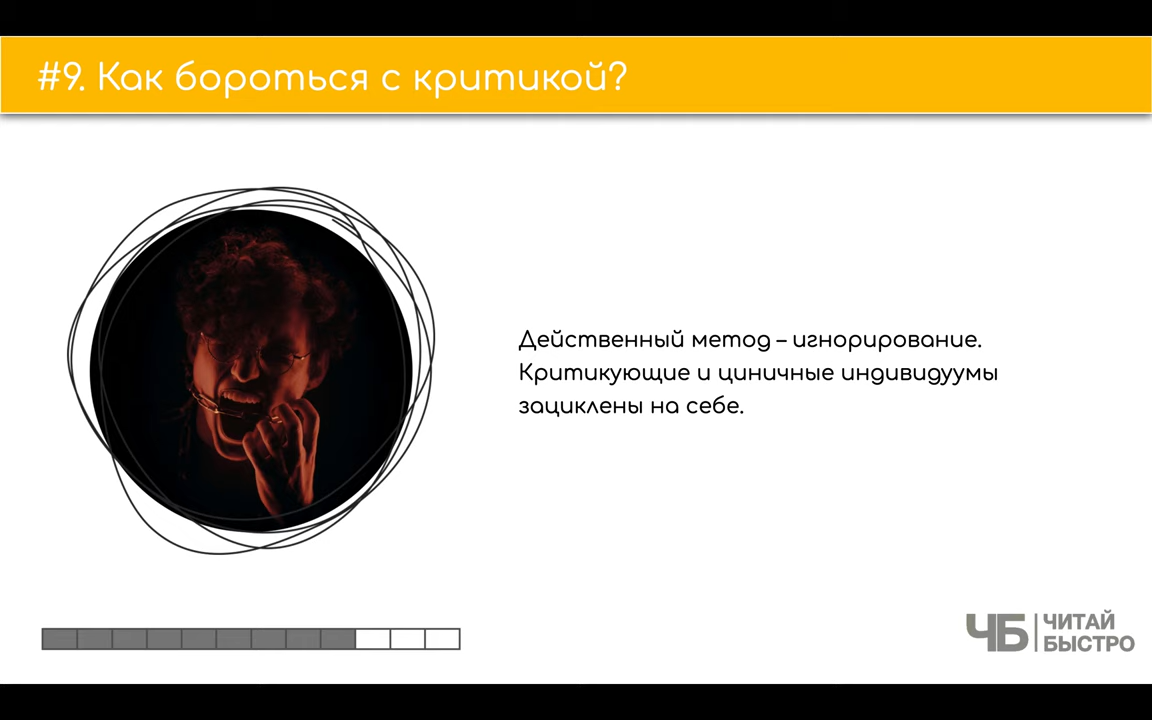 #9. Как бороться с критикой?
Действенный метод – игнорирование.
Критикующие и циничные индивидуумы
зациклены на себе.
ЧБ
ЧИТАЙ
БЫСТРО